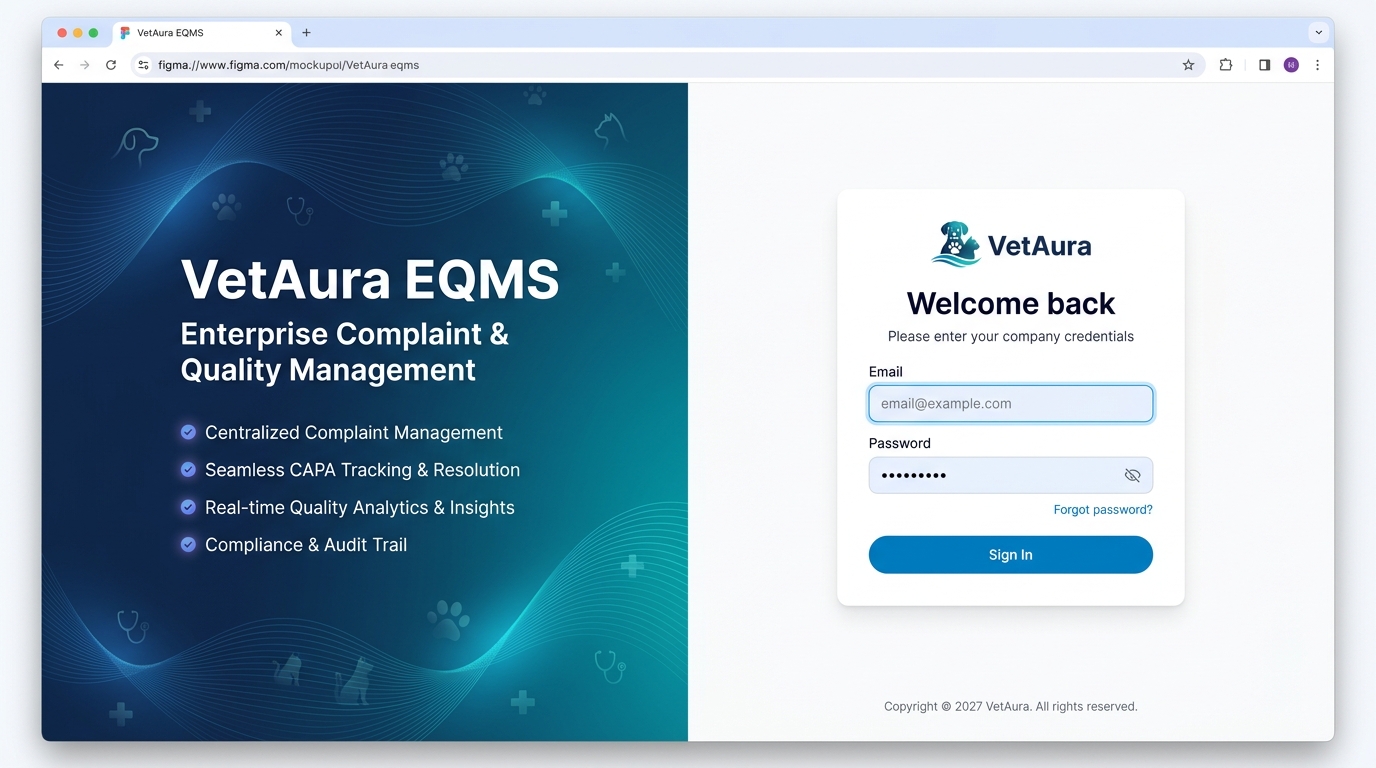 VetAura EQMS
figma.//www.figma.com/mockupol/VetAura eqms
VetAura EQMS
Enterprise Complaint &
Quality Management
Centralized Complaint Management
Seamless CAPA Tracking & Resolution
Real-time Quality Analytics & Insights
Compliance & Audit Trail
VetAura
Welcome back
Please enter your company credentials
Email
email@example.com
Password
•••••••••
Forgot password?
Sign In
Copyright © 2027 VetAura. All rights reserved.